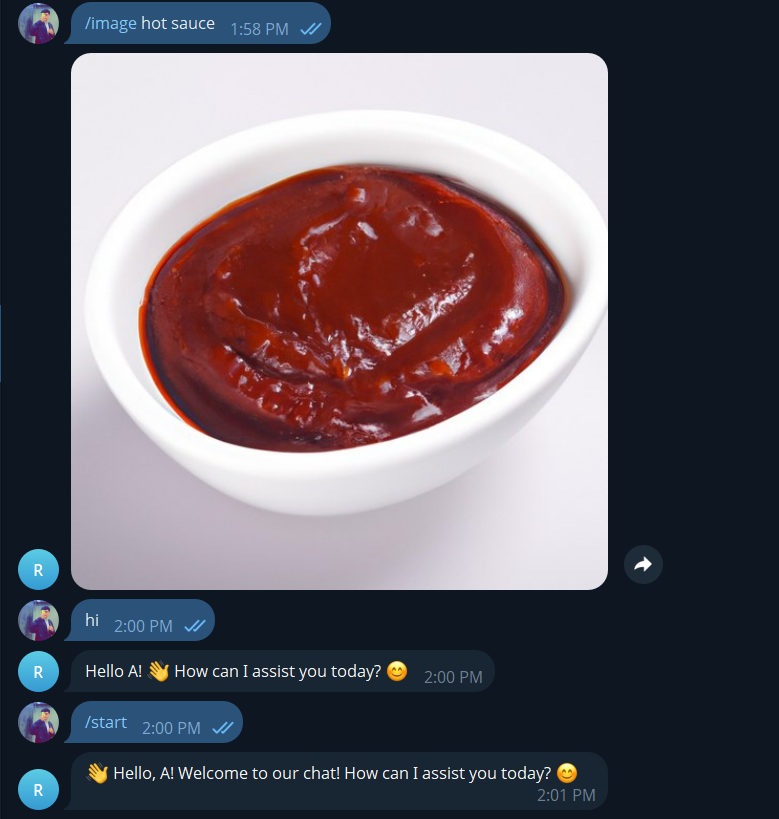 /image hot sauce 1:58 PM
R
hi 2:00 PM
R
Hello A! 👋 How can I assist you today? 😊 2:00 PM
/start 2:00 PM
👋 Hello, A! Welcome to our chat! How can I assist you today? 😊
R
2:01 PM